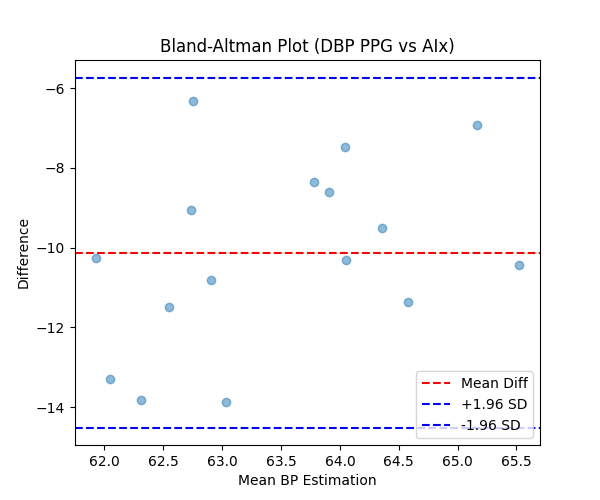 Bland-Altman Plot (DBP PPG vs AIx)
Difference
−6
−8
−10
−12
−14
Mean Diff
+1.96 SD
-1.96 SD
62.0 62.5 63.0 63.5 64.0 64.5 65.0 65.5
Mean BP Estimation